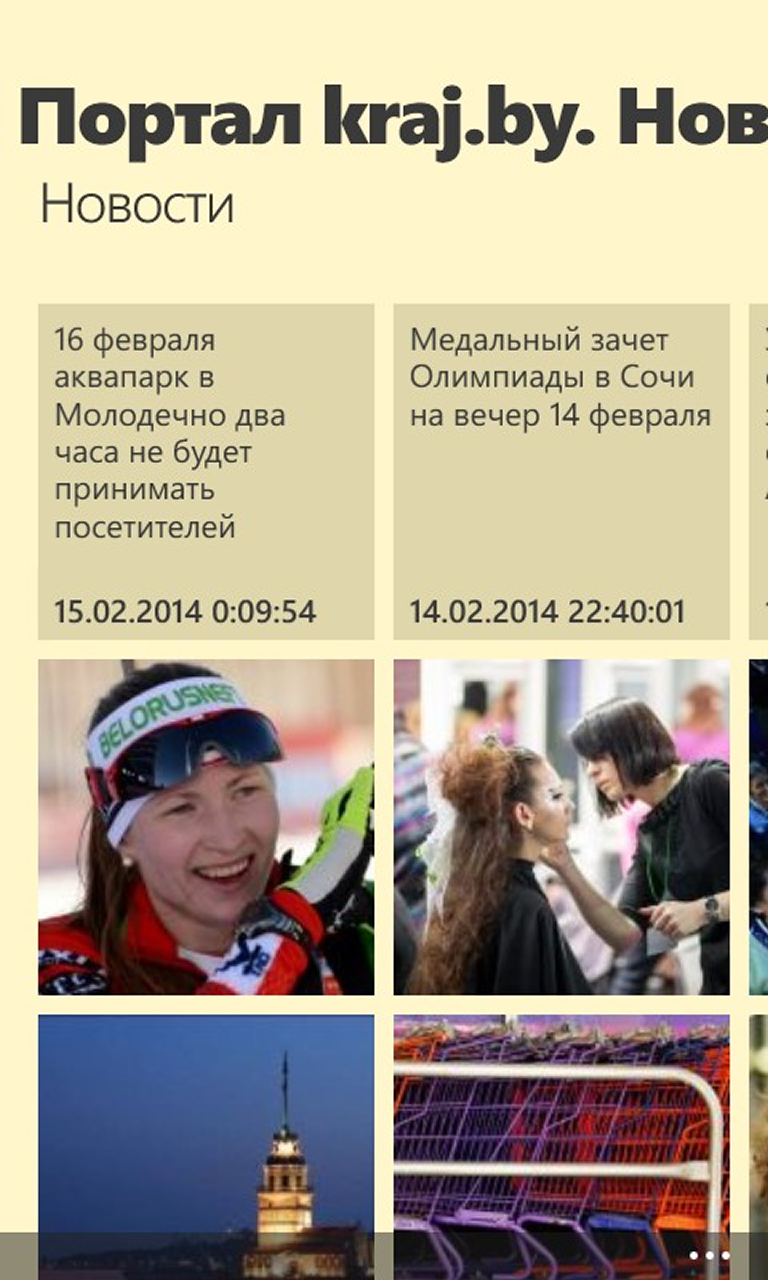 Портал kraj.by. Нов
Новости
16 февраля
аквапарк в
Молодечно два
часа не будет
принимать
посетителей
15.02.2014 0:09:54
Медальный зачет
Олимпиады в Сочи
на вечер 14 февраля
14.02.2014 22:40:01